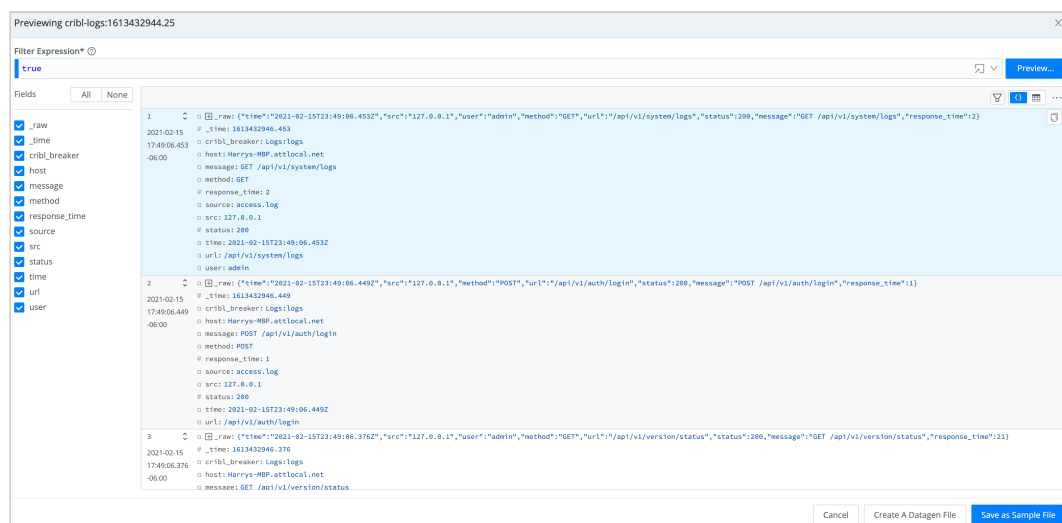 Previewing cribl-logs:1613432944.25
Filter Expression*
true
Preview...
Fields All None
_raw
_time
cribl_breaker
host
message
method
response_time
source
src
status
time
url
user
1
2021-02-15
17:49:06.453
-06:00
α _raw: {"time":"2021-02-15T23:49:06.453Z","src":"127.0.0.1","user":"admin","method":"GET","url":"/api/v1/system/logs","status":200,"message":"GET /api/v1/system/logs","response_time":2}
# _time: 1613432946.453
α cribl_breaker: Logs:logs
α host: Harrys-MBP.attlocal.net
α message: GET /api/v1/system/logs
α method: GET
# response_time: 2
α source: access.log
α src: 127.0.0.1
# status: 200
α time: 2021-02-15T23:49:06.453Z
α url: /api/v1/system/logs
α user: admin
2
2021-02-15
17:49:06.449
-06:00
α _raw: {"time":"2021-02-15T23:49:06.449Z","src":"127.0.0.1","method":"POST","url":"/api/v1/auth/login","status":200,"message":"POST /api/v1/auth/login","response_time":1}
# _time: 1613432946.449
α cribl_breaker: Logs:logs
α host: Harrys-MBP.attlocal.net
α message: POST /api/v1/auth/login
α method: POST
# response_time: 1
α source: access.log
α src: 127.0.0.1
# status: 200
α time: 2021-02-15T23:49:06.449Z
α url: /api/v1/auth/login
3
2021-02-15
17:49:06.376
-06:00
α _raw: {"time":"2021-02-15T23:49:06.376Z","src":"127.0.0.1","user":"admin","method":"GET","url":"/api/v1/version/status","status":200,"message":"GET /api/v1/version/status","response_time":21}
# _time: 1613432946.376
α cribl_breaker: Logs:logs
α host: Harrys-MBP.attlocal.net
α message: GET /api/v1/version/status
Cancel Create A Datagen File Save as Sample File